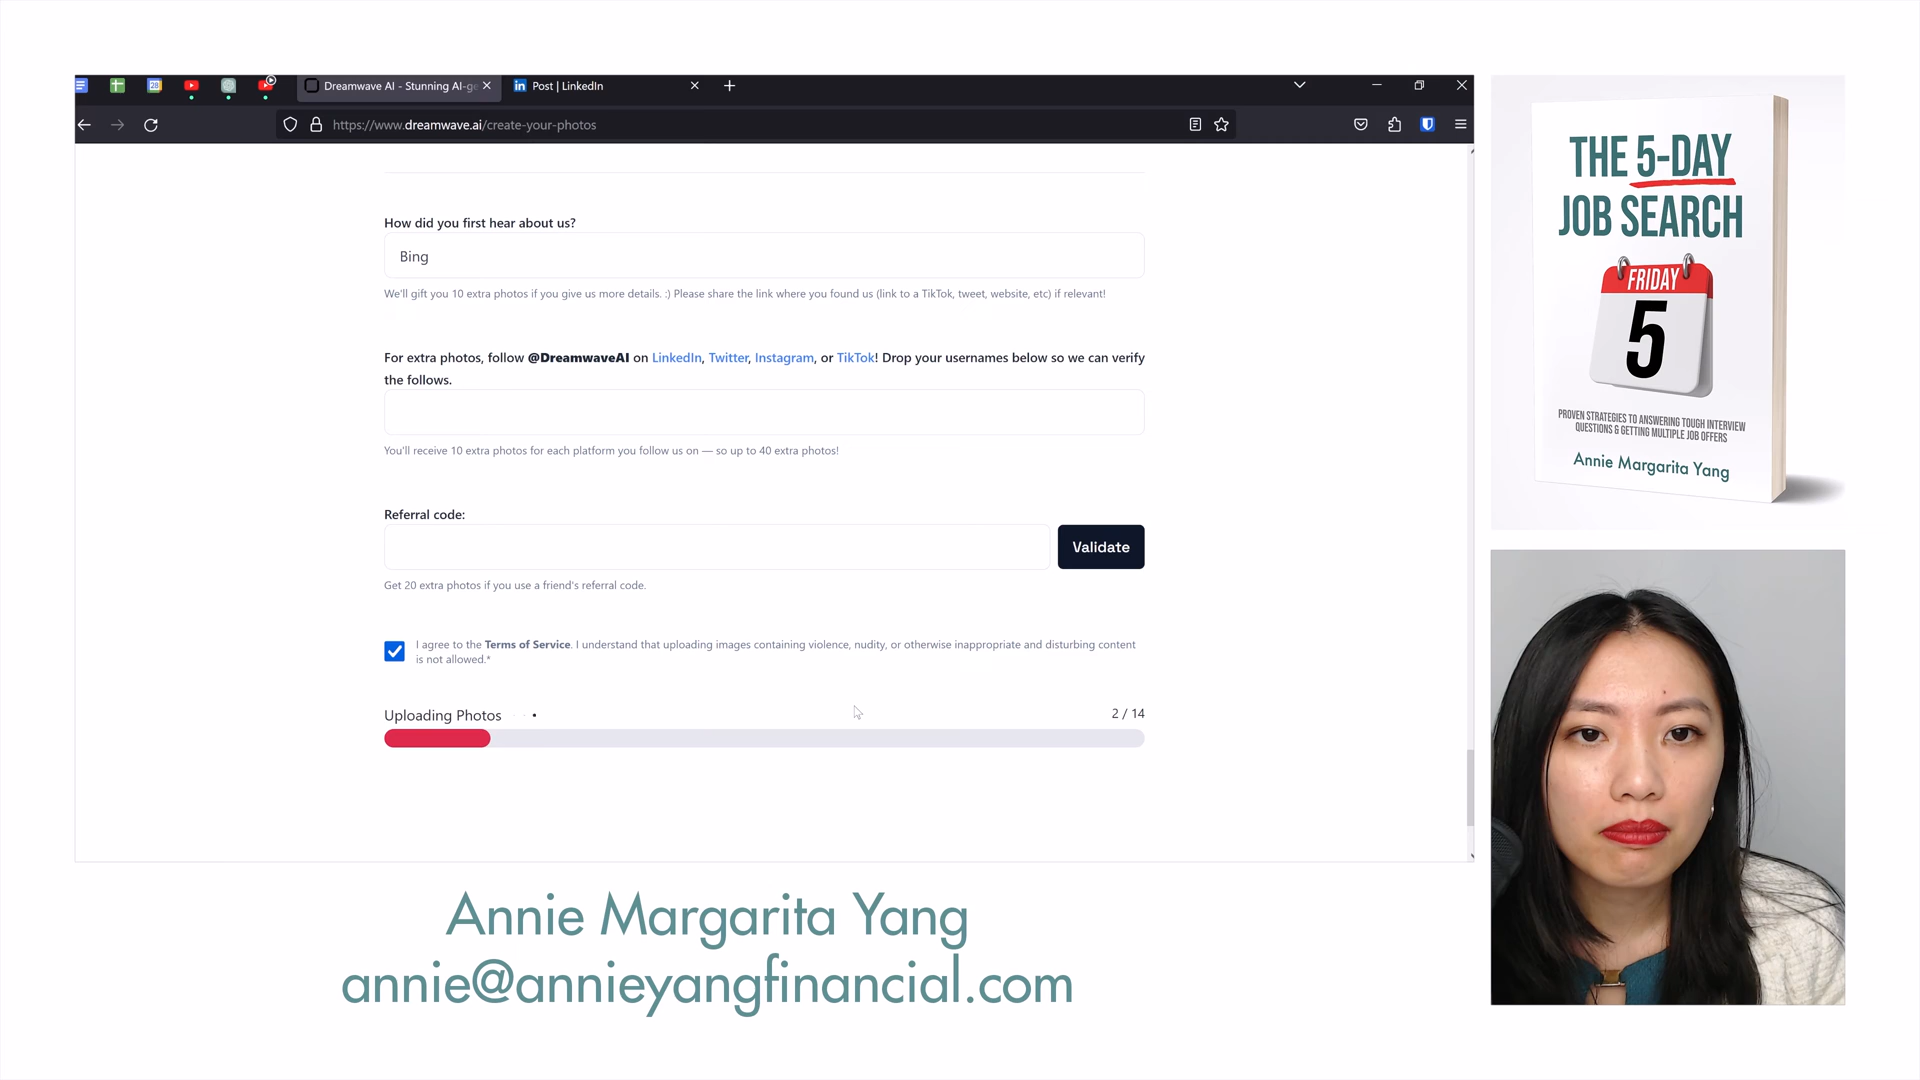 Dreamwave AI - Stunning AI-ge
Post | LinkedIn
https://www.dreamwave.ai/create-your-photos
How did you first hear about us?
Bing
We'll gift you 10 extra photos if you give us more details. :) Please share the link where you found us (link to a TikTok, tweet, website, etc) if relevant!
For extra photos, follow @DreamwaveAI on LinkedIn, Twitter, Instagram, or TikTok! Drop your usernames below so we can verify
the follows.
You'll receive 10 extra photos for each platform you follow us on — so up to 40 extra photos!
Referral code:
Validate
Get 20 extra photos if you use a friend's referral code.
I agree to the Terms of Service. I understand that uploading images containing violence, nudity, or otherwise inappropriate and disturbing content
is not allowed.*
Uploading Photos
2 / 14
THE 5-DAY
JOB SEARCH
FRIDAY
5
PROVEN STRATEGIES TO ANSWERING TOUGH INTERVIEW
QUESTIONS & GETTING MULTIPLE JOB OFFERS
Annie Margarita Yang
Annie Margarita Yang
annie@annieyangfinancial.com